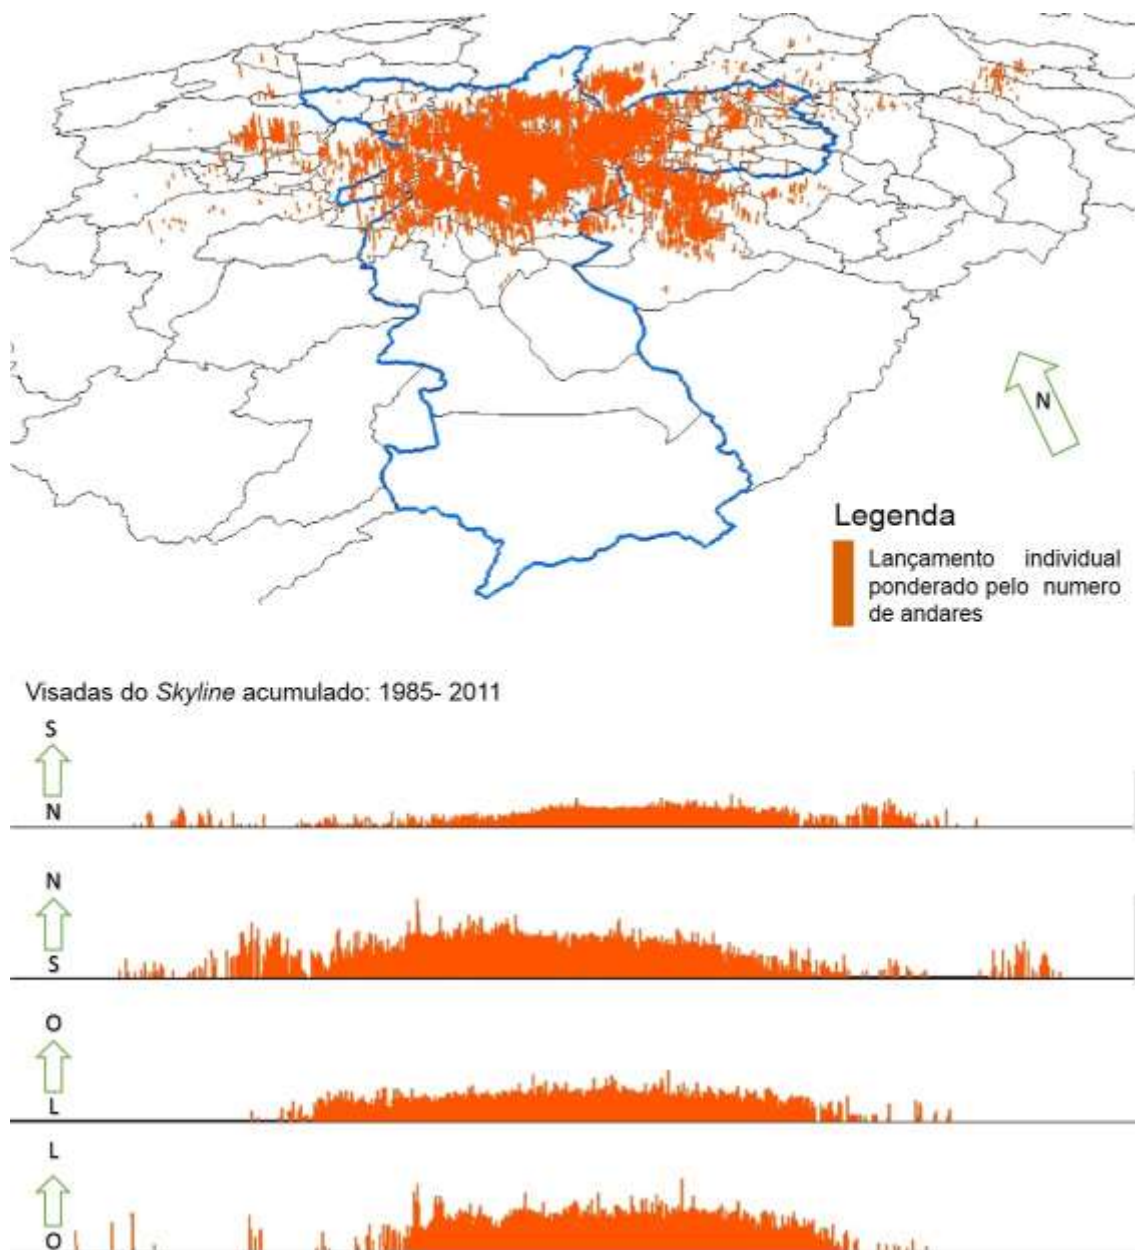 N
Legenda
Lançamento individual
ponderado pelo numero
de andares
Visadas do Skyline acumulado: 1985- 2011
S
N
N
S
O
L
L
O